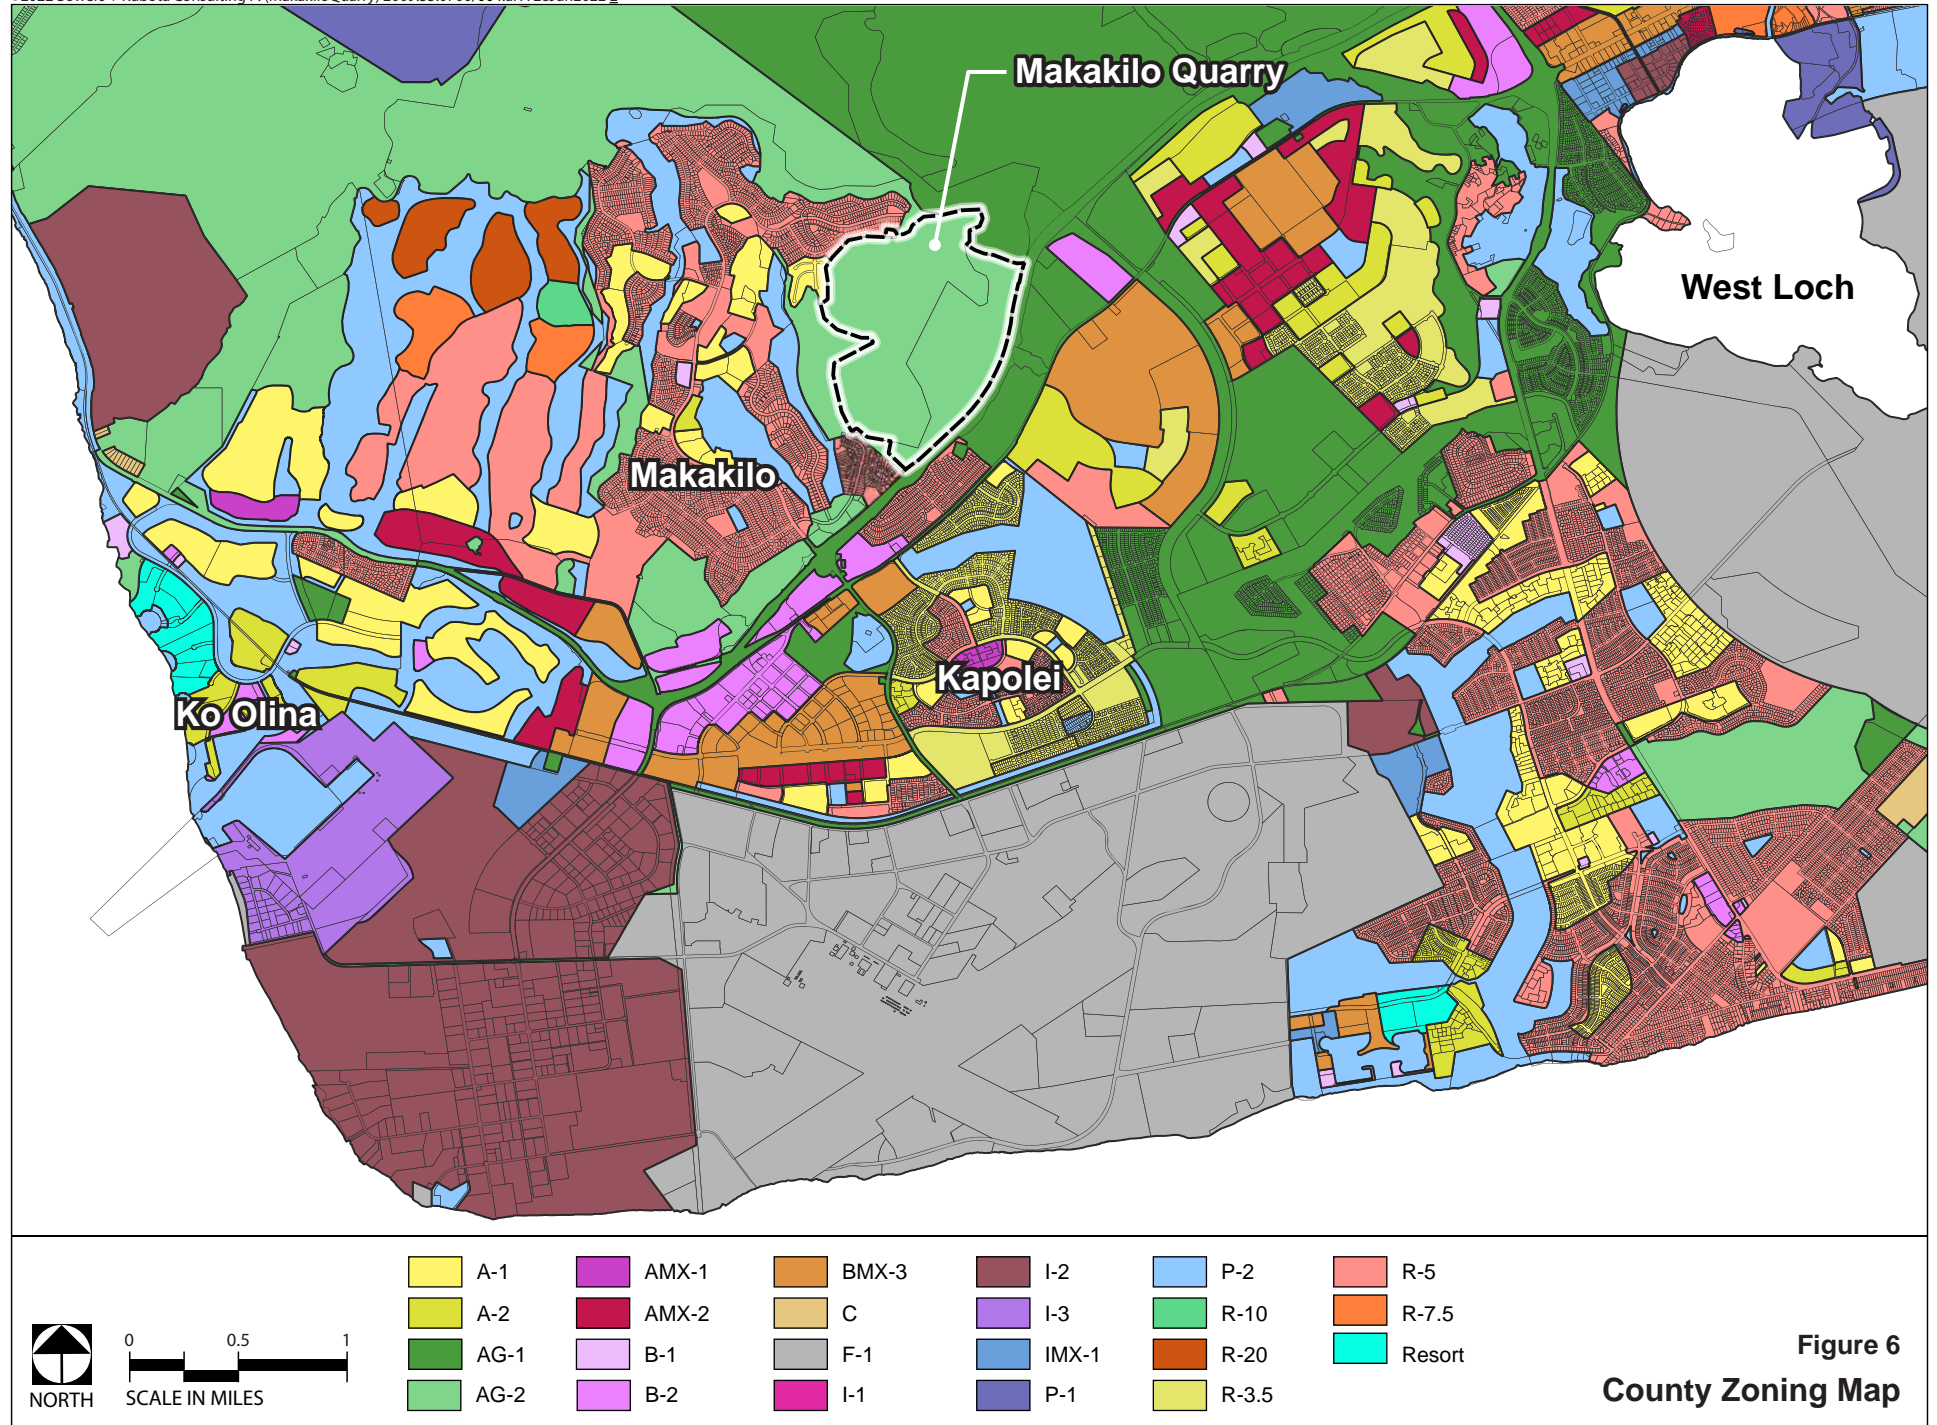 Makakilo Quarry
West Loch
Makakilo
Kapolei
Ko Olina
A-1
A-2
AG-1
AG-2
AMX-1
AMX-2
B-1
B-2
BMX-3
C
F-1
I-1
I-2
I-3
IMX-1
P-1
P-2
R-10
R-20
R-3.5
R-5
R-7.5
Resort
NORTH
0 0.5 1
SCALE IN MILES
Figure 6
County Zoning Map